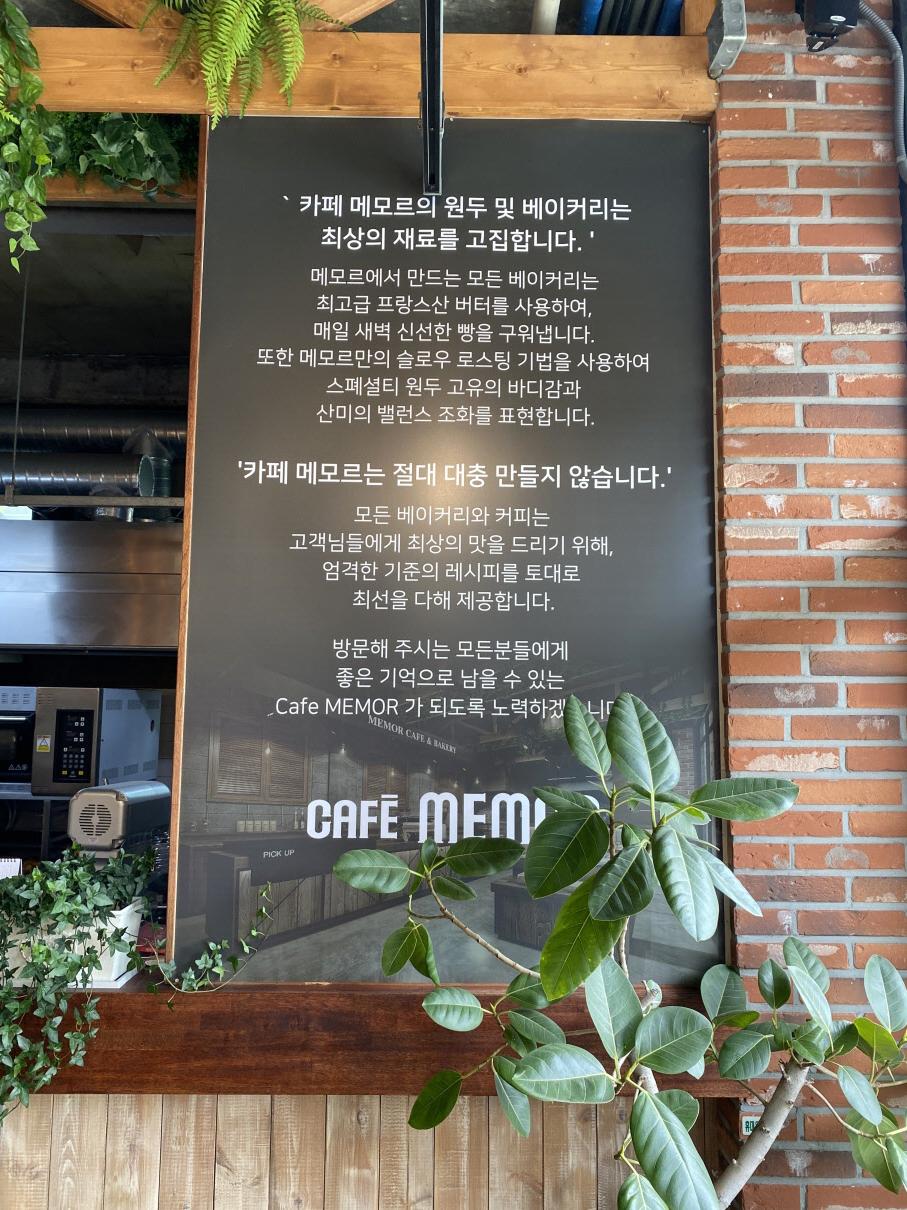 ` 카페 메모르의 원두 및 베이커리는
최상의 재료를 고집합니다. '
메모르에서 만드는 모든 베이커리는
최고급 프랑스산 버터를 사용하여,
매일 새벽 신선한 빵을 구워냅니다.
또한 메모르만의 슬로우 로스팅 기법을 사용하여
스폐셜티 원두 고유의 바디감과
산미의 밸런스 조화를 표현합니다.
'카페 메모르는 절대 대충 만들지 않습니다.'
모든 베이커리와 커피는
고객님들에게 최상의 맛을 드리기 위해,
엄격한 기준의 레시피를 토대로
최선을 다해 제공합니다.
방문해 주시는 모든분들에게
좋은 기억으로 남을 수 있는
Cafe MEMOR 가 되도록
MEMOR CAFE & BAKERY
CAFĒ
PICK UP